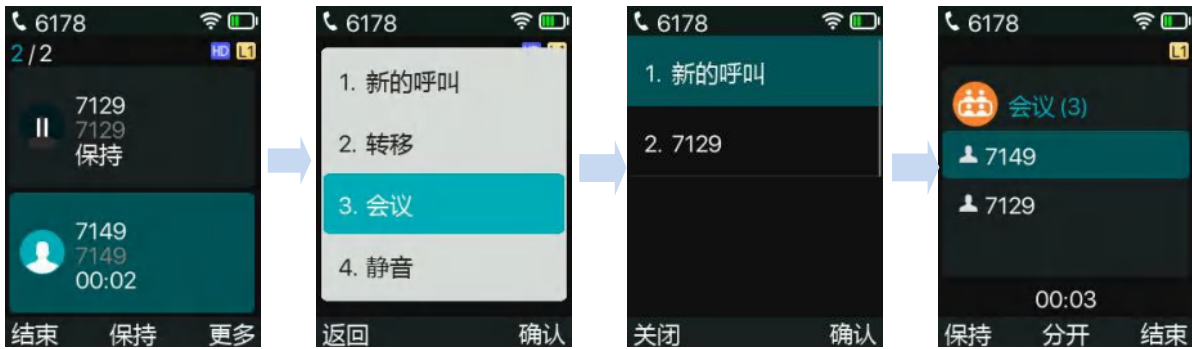 6178
2/2 HD L1
7129
7129
保持
7149
7149
00:02
结束 保持 更多
6178
1. 新的呼叫
2. 转移
3. 会议
4. 静音
返回 确认
6178
1. 新的呼叫
2. 7129
关闭 确认
6178
L1
会议 (3)
7149
7129
00:03
保持 分开 结束